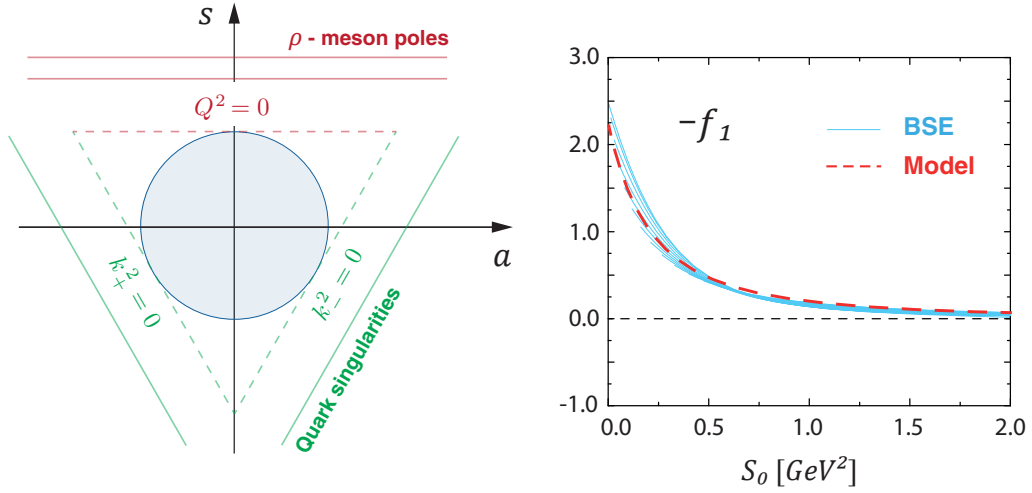 s
ρ - meson poles
Q² = 0
a
k₊² = 0
k₋² = 0
Quark singularities
3.0
2.0
1.0
0.0
-1.0
−f₁
BSE
Model
0.0 0.5 1.0 1.5 2.0
S₀ [GeV²]